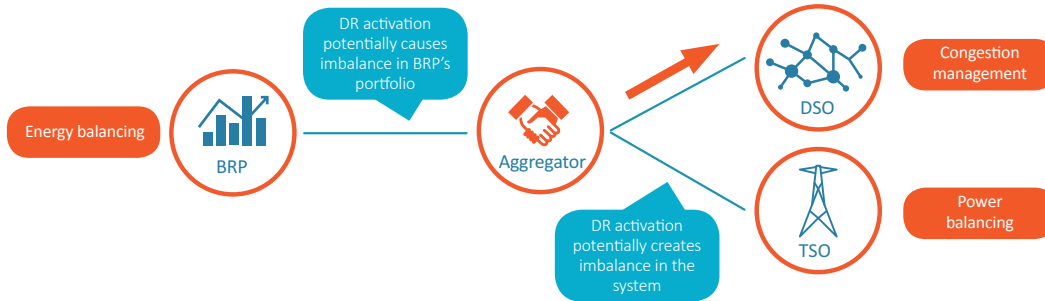 Energy balancing
BRP
DR activation
potentially causes
imbalance in BRP's
portfolio
Aggregator
DR activation
potentially creates
imbalance in the
system
DSO
Congestion
management
TSO
Power
balancing